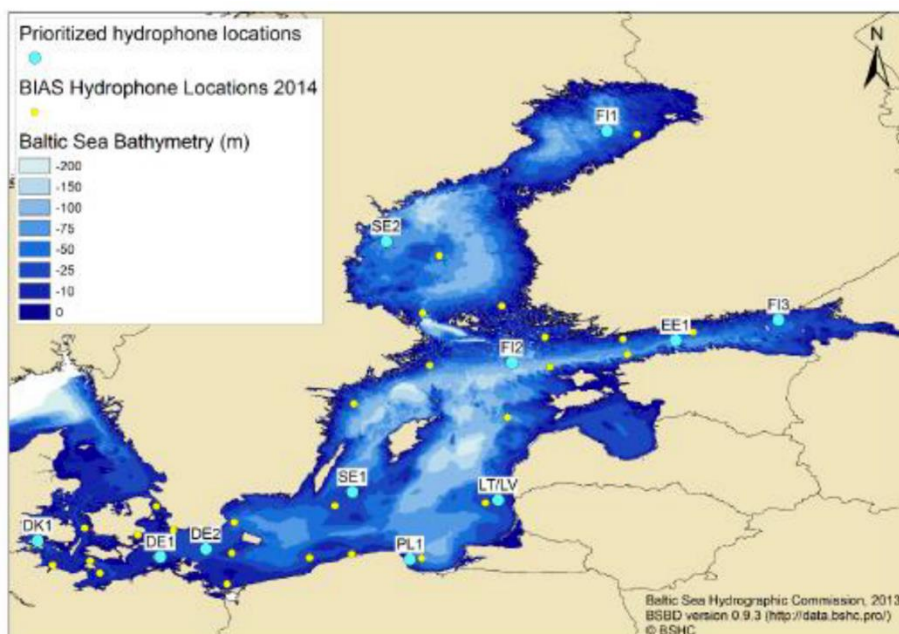 Prioritized hydrophone locations
BIAS Hydrophone Locations 2014
Baltic Sea Bathymetry (m)
-200
-150
-100
-75
-50
-25
-10
0
N
FI1
SE2
FI3
EE1
FI2
SE1
LT/LV
DK1
DE1
DE2
PL1
Baltic Sea Hydrographic Commission, 2013
BSBD version 0.9.3 (http://data.bshc.pro/)
© BSHC